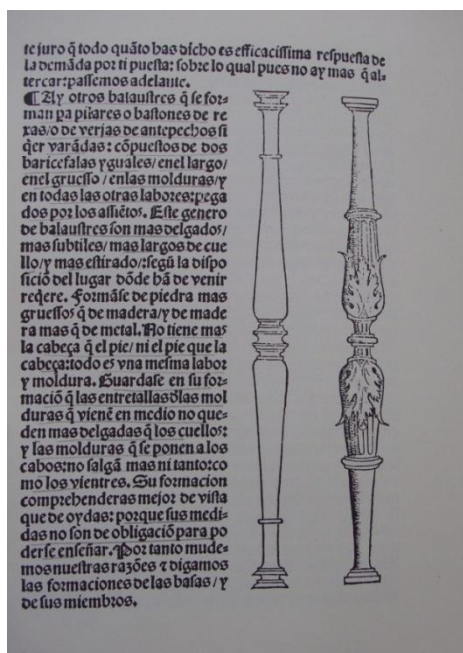 te juro q̃ todo quãto has dicho es efficacissima respuesta de
la demãda por ti puesta: sobre lo qual pues no ay mas q̃ al-
tercar: passemos adelante.
¶ Ay otros balaustres q̃ se for-
man pa pilares o bastones de re
xas/o de verjas de antepechos si
q̃er varãdas: cõpuestos de dos
baricefalas yguales/ enel largo/
enel gruesso/ enlas molduras/y
en todas las otras labores: pega
dos por los assiẽtos. Este genero
de balaustres son mas delgados/
mas subtiles/ mas largos de cue
llo/y mas estirado/: segũ la dispo
siciõ del lugar dõde hã de venir
reqere. Formãse de piedra mas
gruessos q̃ de madera/y de made
ra mas q̃ de metal. No tiene mas
la cabeça q̃ el pie/ ni el pie que la
cabeça: todo es vna mesma labor
y moldura. Guardase en su for-
maciõ q̃ las entretallas dlas mol
duras q̃ vienẽ en medio no que-
den mas delgadas q̃ los cuellos:
y las molduras q̃ se ponen a los
cabos: no salgã mas ni tanto: co
mo los vientres. Su formacion
comprehenderas mejor de vista
que de oydas: porque sus medi-
das no son de obligaciõ para po
derse enseñar. Por tanto mude-
mos nuestras razões ⁊ digamos
las formaciones de las basas/ y
de sus miembros.